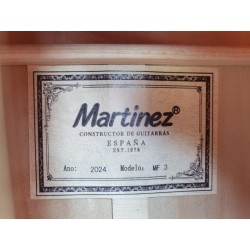 Martinez®
CONSTRUCTOR DE GUITARRAS
ESPAÑA
EST.1978
Ano: 2024 Modelo: MF 3